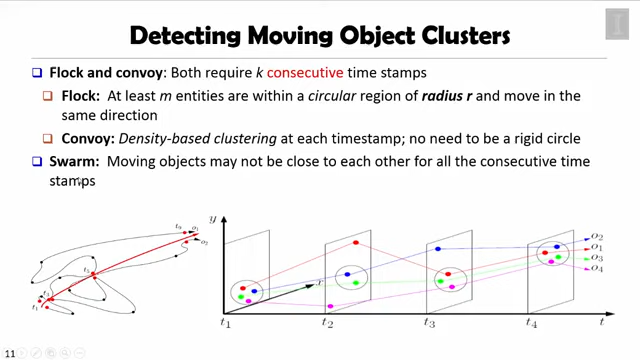 Detecting Moving Object Clusters
Flock and convoy: Both require k consecutive time stamps
Flock: At least m entities are within a circular region of radius r and move in the
same direction
Convoy: Density-based clustering at each timestamp; no need to be a rigid circle
Swarm: Moving objects may not be close to each other for all the consecutive time
stamps
y
x
t
t1
t2
t3
t4
o2
o1
o3
o4
o1
o2
t1
11